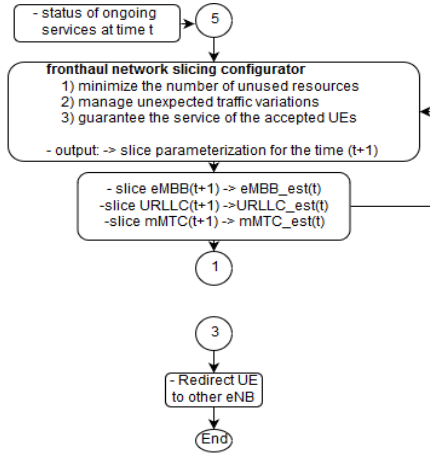 - status of ongoing
services at time t
5
fronthaul network slicing configurator
1) minimize the number of unused resources
2) manage unexpected traffic variations
3) guarantee the service of the accepted UEs
- output: -> slice parameterization for the time (t+1)
- slice eMBB(t+1) -> eMBB_est(t)
-slice URLLC(t+1) ->URLLC_est(t)
-slice mMTC(t+1) -> mMTC_est(t)
1
3
- Redirect UE
to other eNB
End